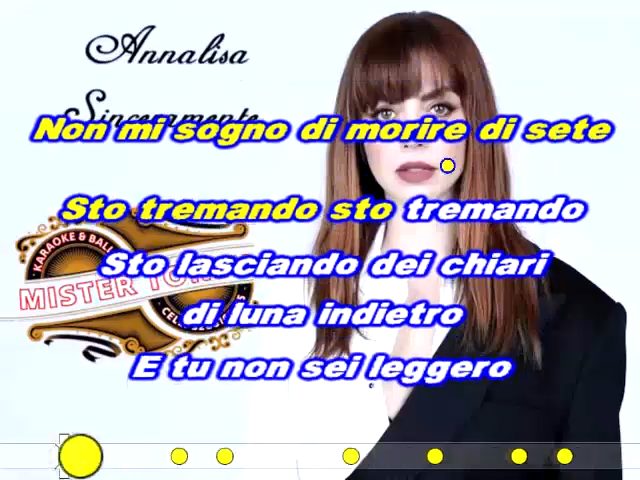 Annalisa
Sinceramente
Non mi sogno di morire di sete
Sto tremando sto tremando
KARAOKE & BALL
Sto lasciando dei chiari
MISTER
di luna indietro
E tu non sei leggero